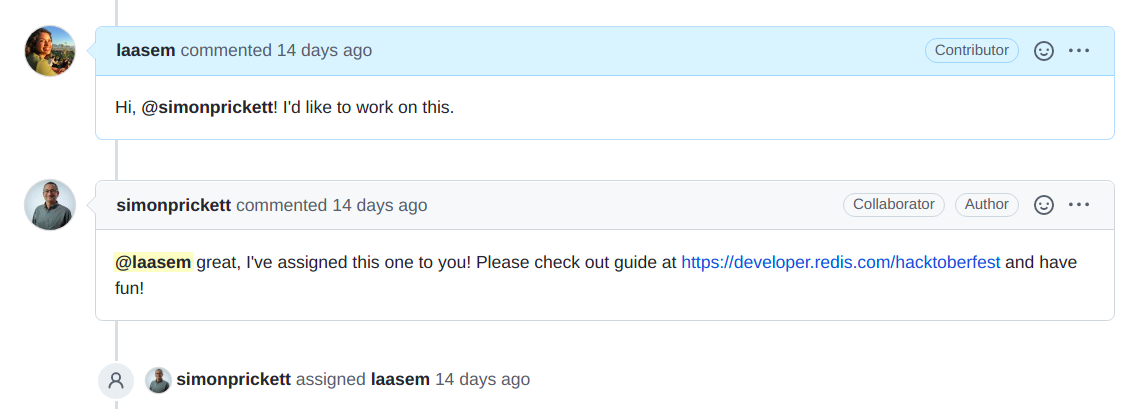 laasem commented 14 days ago Contributor
Hi, @simonprickett! I'd like to work on this.
simonprickett commented 14 days ago Collaborator Author
@laasem great, I've assigned this one to you! Please check out guide at https://developer.redis.com/hacktoberfest and have
fun!
simonprickett assigned laasem 14 days ago